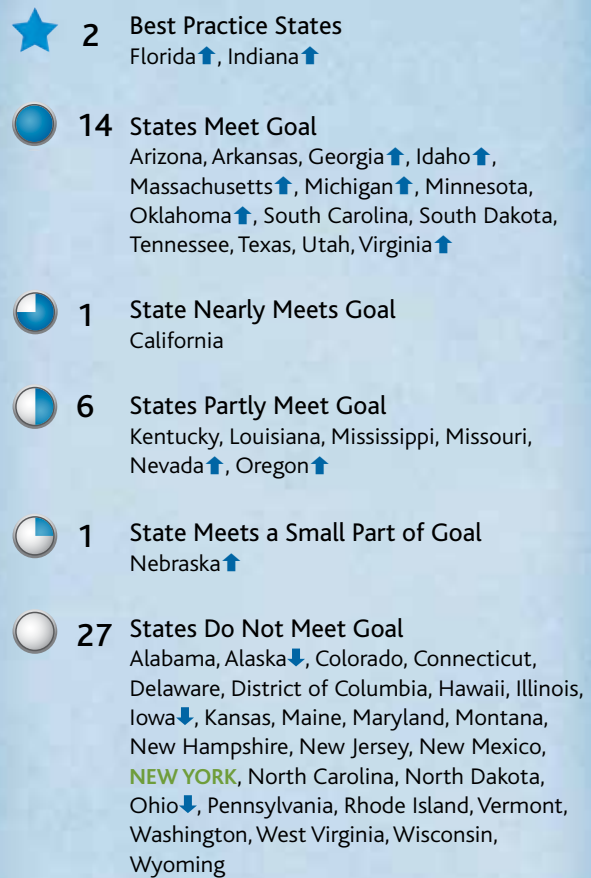 2 Best Practice States
Florida⬆, Indiana⬆
14 States Meet Goal
Arizona, Arkansas, Georgia⬆, Idaho⬆,
Massachusetts⬆, Michigan⬆, Minnesota,
Oklahoma⬆, South Carolina, South Dakota,
Tennessee, Texas, Utah, Virginia⬆
1 State Nearly Meets Goal
California
6 States Partly Meet Goal
Kentucky, Louisiana, Mississippi, Missouri,
Nevada⬆, Oregon⬆
1 State Meets a Small Part of Goal
Nebraska⬆
27 States Do Not Meet Goal
Alabama, Alaska⬇, Colorado, Connecticut,
Delaware, District of Columbia, Hawaii, Illinois,
Iowa⬇, Kansas, Maine, Maryland, Montana,
New Hampshire, New Jersey, New Mexico,
NEW YORK, North Carolina, North Dakota,
Ohio⬇, Pennsylvania, Rhode Island, Vermont,
Washington, West Virginia, Wisconsin,
Wyoming